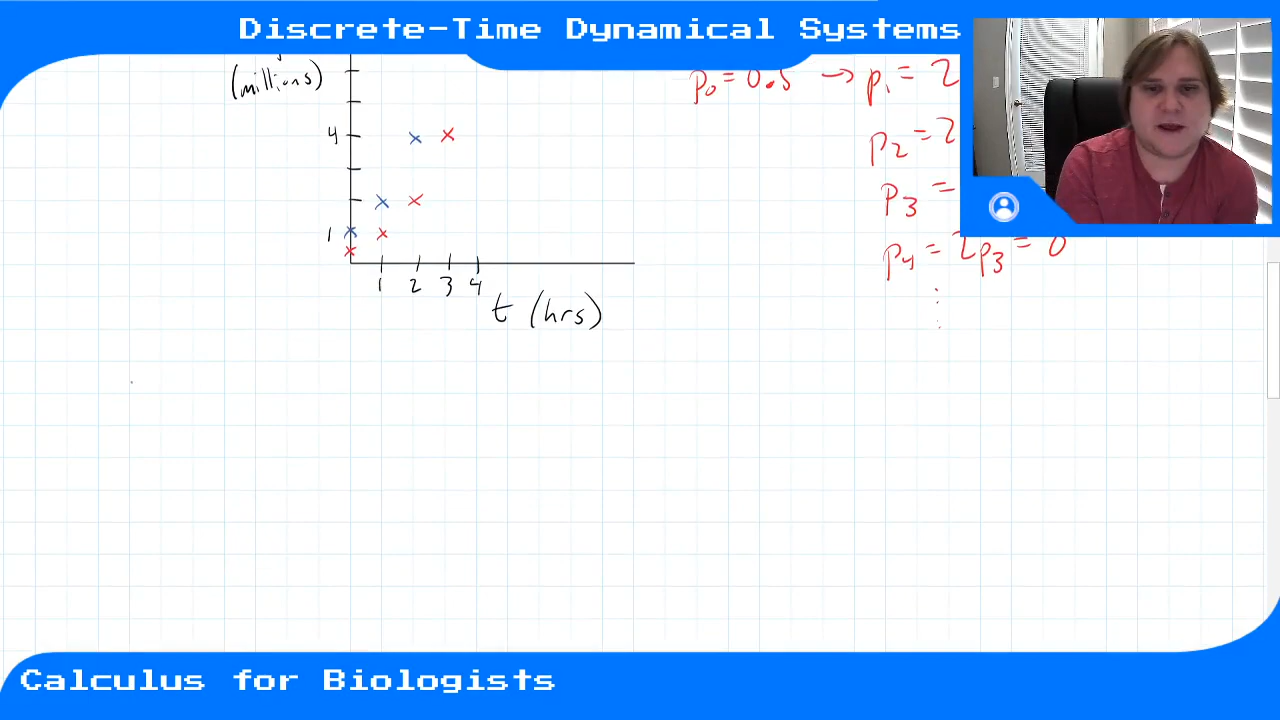 Discrete-Time Dynamical Systems
(millions)
p₀ = 0.5 → p₁ = 2
4
p₂ = 2
p₃ =
1
p₄ = 2p₃ = 8
1 2 3 4
t (hrs)
Calculus for Biologists